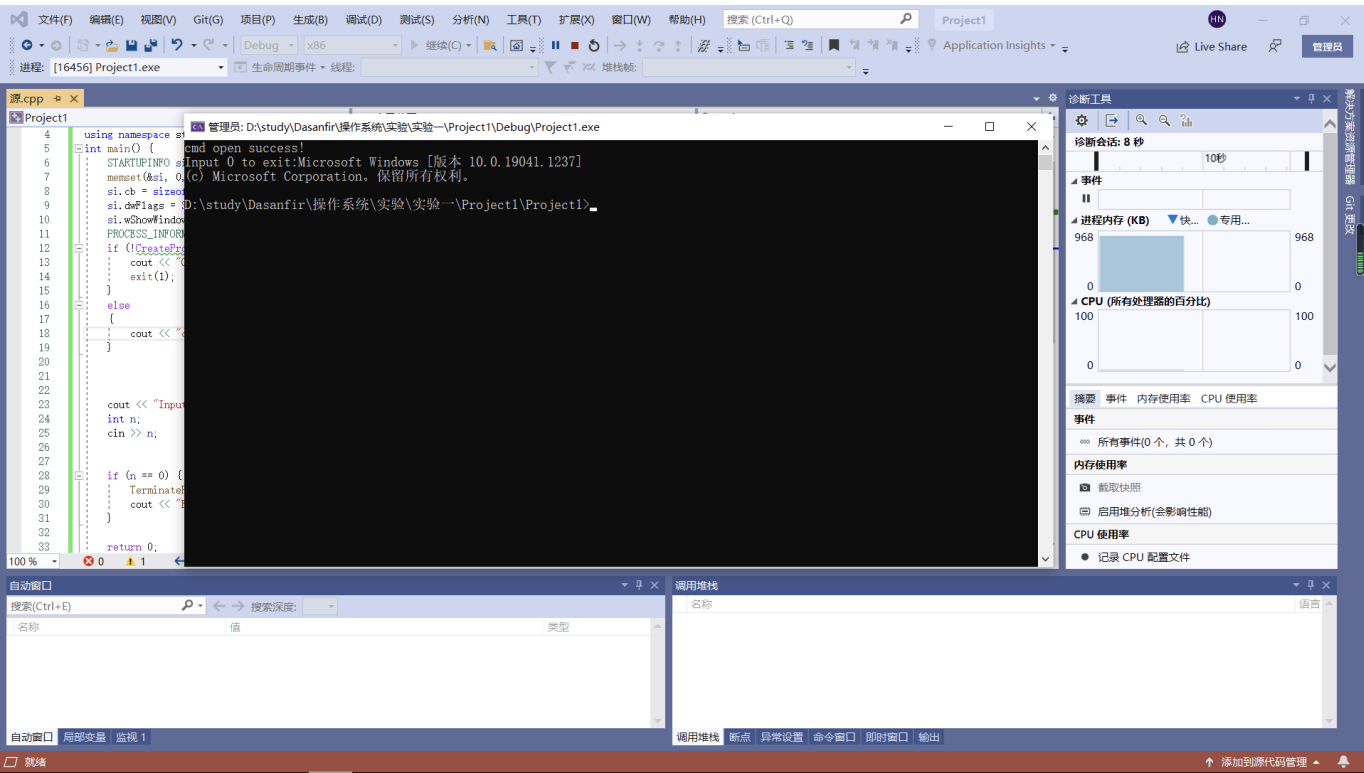 文件(F) 编辑(E) 视图(V) Git(G) 项目(P) 生成(B) 调试(D) 测试(S) 分析(N) 工具(T) 扩展(X) 窗口(W) 帮助(H) 搜索 (Ctrl+Q) Project1 HN
Debug x86 继续(C) Application Insights Live Share 管理员
进程: [16456] Project1.exe 生命周期事件 线程: 堆栈帧:
源.cpp
Project1
4 using namespace st
5 int main() {
6 STARTUPINFO si
7 memset(&si, 0,
8 si.cb = sizeof
9 si.dwFlags =
10 si.wShowWindow
11 PROCESS_INFORM
12 if (!CreatePro
13 cout << "C
14 exit(1);
15 }
16 else
17 {
18 cout << "c
19 }
20
21
22
23 cout << "Input
24 int n;
25 cin >> n;
26
27
28 if (n == 0) {
29 TerminateP
30 cout << "E
31 }
32
33 return 0;
100 % 0 1
管理员: D:\study\Dasanfir\操作系统\实验\实验一\Project1\Debug\Project1.exe
cmd open success!
Input 0 to exit:Microsoft Windows [版本 10.0.19041.1237]
(c) Microsoft Corporation。保留所有权利。
D:\study\Dasanfir\操作系统\实验\实验一\Project1\Project1>
诊断工具
诊断会话: 8 秒
10秒
事件
进程内存 (KB) 快... 专用...
968 968
0 0
CPU (所有处理器的百分比)
100 100
0 0
摘要 事件 内存使用率 CPU 使用率
事件
所有事件(0 个，共 0 个)
内存使用率
截取快照
启用堆分析(会影响性能)
CPU 使用率
记录 CPU 配置文件
解决方案资源管理器
Git 更改
自动窗口
搜索(Ctrl+E) 搜索深度:
名称 值 类型
自动窗口 局部变量 监视 1
调用堆栈
名称 语言
调用堆栈 断点 异常设置 命令窗口 即时窗口 输出
就绪 添加到源代码管理